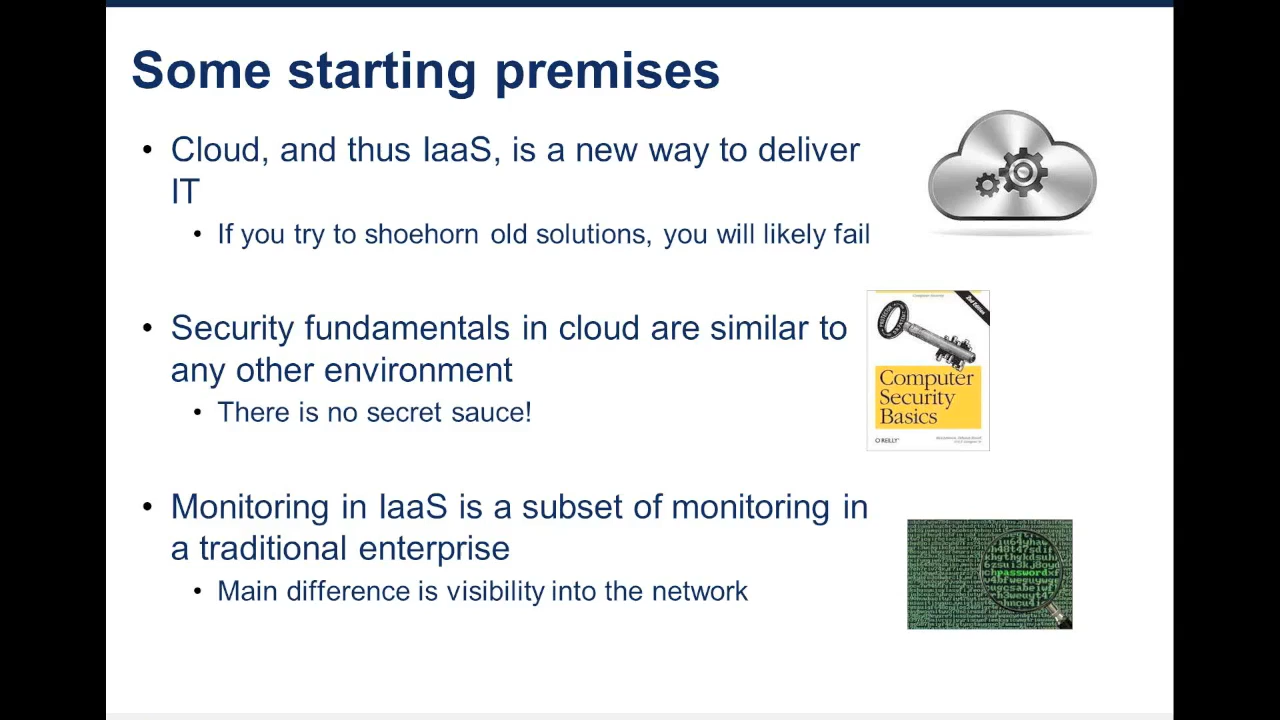 Some starting premises
• Cloud, and thus IaaS, is a new way to deliver
IT
• If you try to shoehorn old solutions, you will likely fail
• Security fundamentals in cloud are similar to
any other environment
• There is no secret sauce!
2nd Edition
Computer
Security
Basics
O'REILLY
• Monitoring in IaaS is a subset of monitoring in
a traditional enterprise
• Main difference is visibility into the network
password